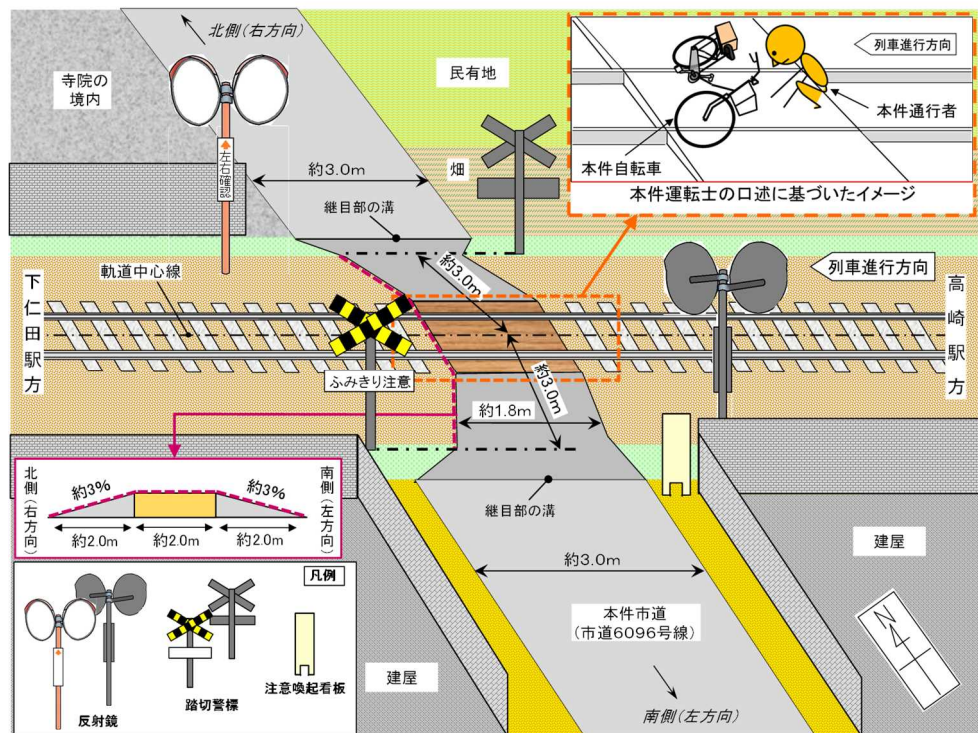 北側(右方向)
寺院の
境内
民有地
列車進行方向
本件通行者
本件自転車
本件運転士の口述に基づいたイメージ
左右確認
約3.0m
畑
継目部の溝
軌道中心線
約3.0m
列車進行方向
下仁田駅方
高崎駅方
ふみきり注意
約3.0m
約1.8m
北側(右方向)
約3%
約3%
南側(左方向)
約2.0m
約2.0m
約2.0m
継目部の溝
建屋
約3.0m
凡例
本件市道
(市道6096号線)
N
建屋
注意喚起看板
反射鏡
踏切警標
南側(左方向)